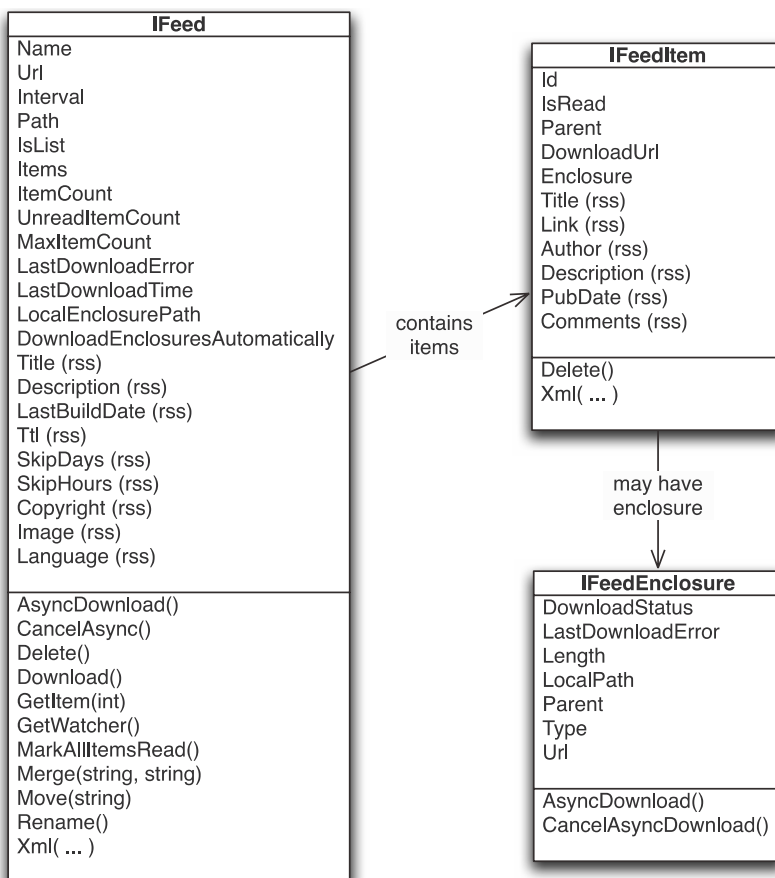 IFeed
Name
Url
Interval
Path
IsList
Items
ItemCount
UnreadItemCount
MaxItemCount
LastDownloadError
LastDownloadTime
LocalEnclosurePath
DownloadEnclosuresAutomatically
Title (rss)
Description (rss)
LastBuildDate (rss)
Ttl (rss)
SkipDays (rss)
SkipHours (rss)
Copyright (rss)
Image (rss)
Language (rss)
AsyncDownload()
CancelAsync()
Delete()
Download()
GetItem(int)
GetWatcher()
MarkAllItemsRead()
Merge(string, string)
Move(string)
Rename()
Xml( ... )
contains
items
IFeedItem
Id
IsRead
Parent
DownloadUrl
Enclosure
Title (rss)
Link (rss)
Author (rss)
Description (rss)
PubDate (rss)
Comments (rss)
Delete()
Xml( ... )
may have
enclosure
IFeedEnclosure
DownloadStatus
LastDownloadError
Length
LocalPath
Parent
Type
Url
AsyncDownload()
CancelAsyncDownload()